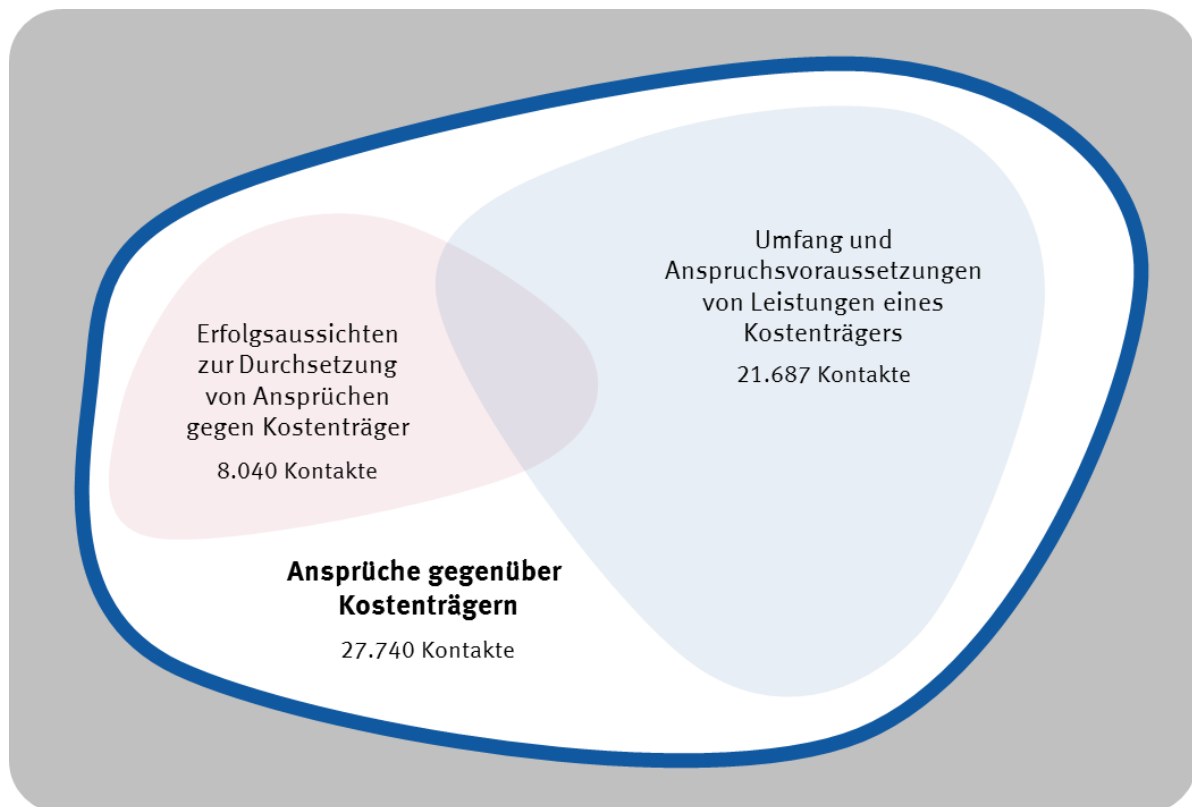 Umfang und
Anspruchsvoraussetzungen
von Leistungen eines
Kostenträgers
21.687 Kontakte
Erfolgsaussichten
zur Durchsetzung
von Ansprüchen
gegen Kostenträger
8.040 Kontakte
Ansprüche gegenüber
Kostenträgern
27.740 Kontakte